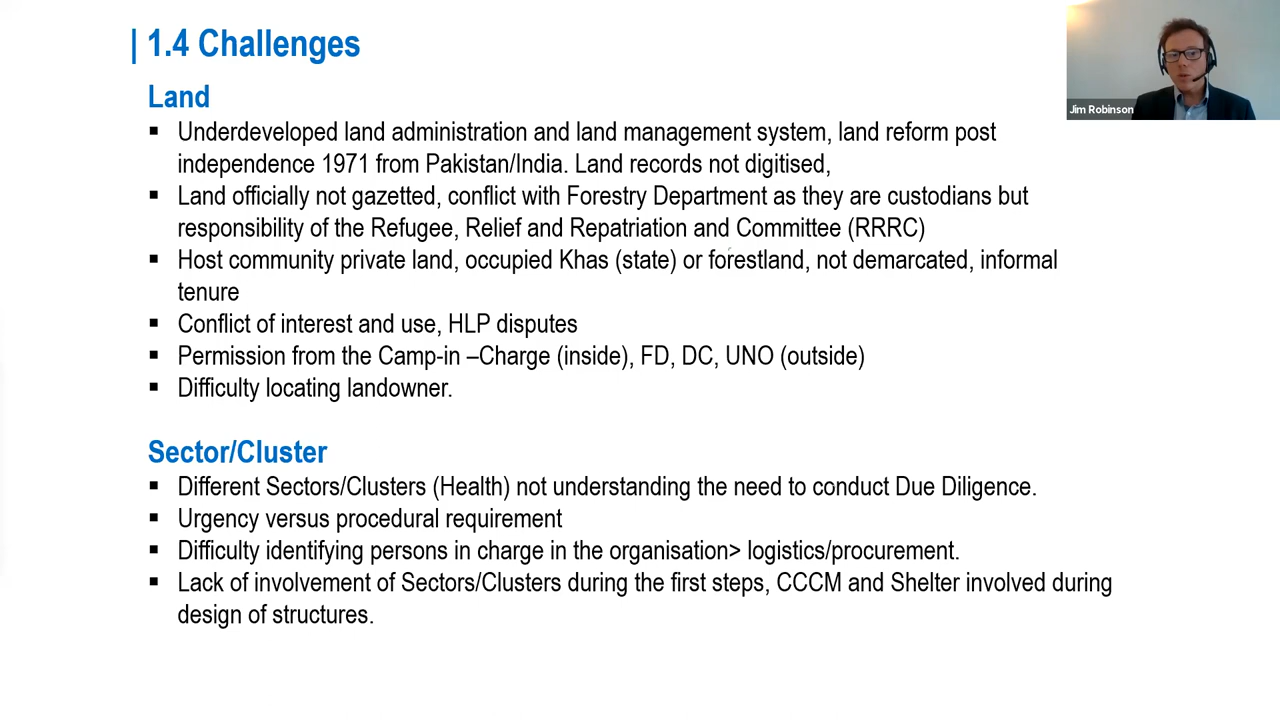 | 1.4 Challenges
Jim Robinson
Land
▪ Underdeveloped land administration and land management system, land reform post
independence 1971 from Pakistan/India. Land records not digitised,
▪ Land officially not gazetted, conflict with Forestry Department as they are custodians but
responsibility of the Refugee, Relief and Repatriation and Committee (RRRC)
▪ Host community private land, occupied Khas (state) or forestland, not demarcated, informal
tenure
▪ Conflict of interest and use, HLP disputes
▪ Permission from the Camp-in –Charge (inside), FD, DC, UNO (outside)
▪ Difficulty locating landowner.
Sector/Cluster
▪ Different Sectors/Clusters (Health) not understanding the need to conduct Due Diligence.
▪ Urgency versus procedural requirement
▪ Difficulty identifying persons in charge in the organisation> logistics/procurement.
▪ Lack of involvement of Sectors/Clusters during the first steps, CCCM and Shelter involved during
design of structures.